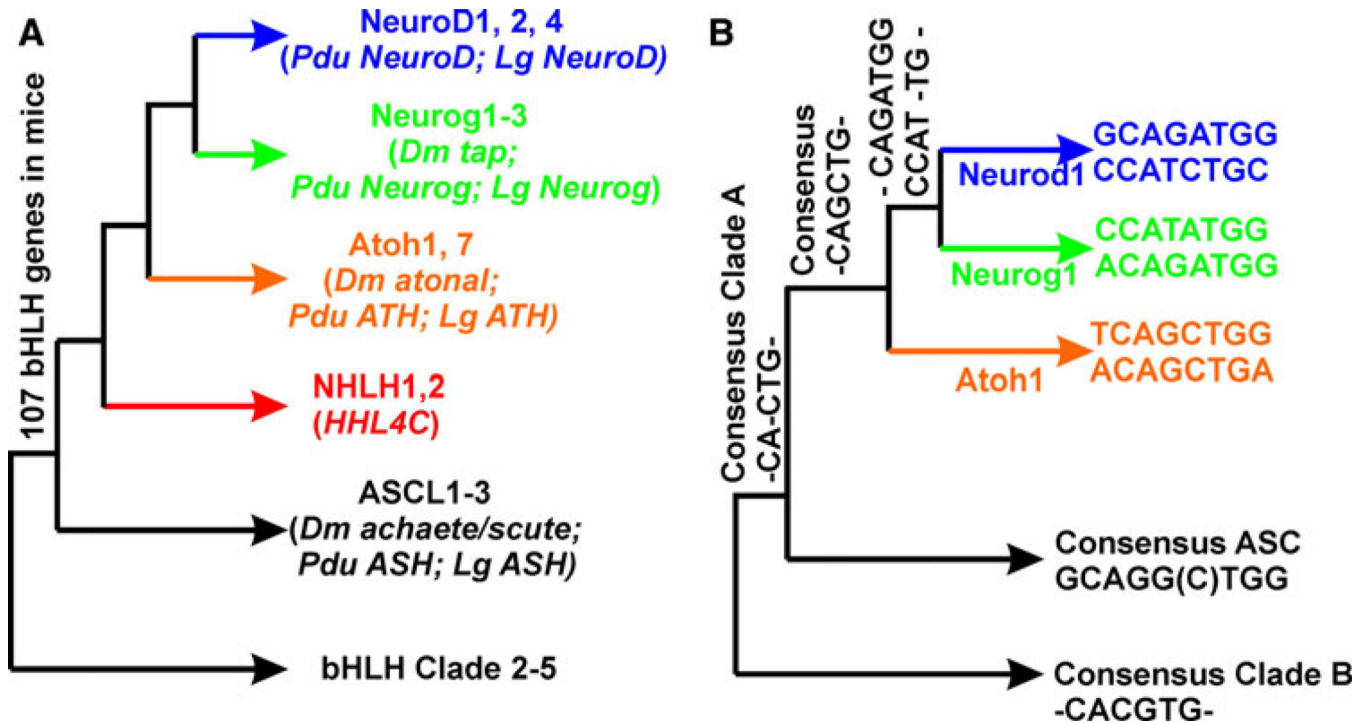 A
107 bHLH genes in mice
NeuroD1, 2, 4
(Pdu NeuroD; Lg NeuroD)
Neurog1-3
(Dm tap;
Pdu Neurog; Lg Neurog)
Atoh1, 7
(Dm atonal;
Pdu ATH; Lg ATH)
NHLH1,2
(HHL4C)
ASCL1-3
(Dm achaete/scute;
Pdu ASH; Lg ASH)
bHLH Clade 2-5
B
Consensus Clade A
-CA-CTG-
Consensus
-CAGCTG-
- CAGATGG
CCAT -TG -
Neurod1
GCAGATGG
CCATCTGC
Neurog1
CCATATGG
ACAGATGG
Atoh1
TCAGCTGG
ACAGCTGA
Consensus ASC
GCAGG(C)TGG
Consensus Clade B
-CACGTG-